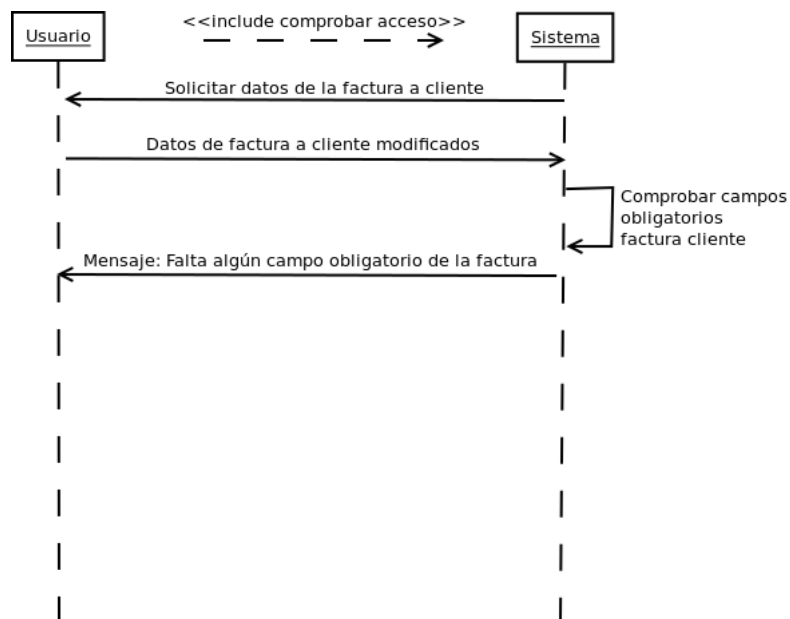 <<include comprobar acceso>>
Usuario
Sistema
Solicitar datos de la factura a cliente
Datos de factura a cliente modificados
Comprobar campos
obligatorios
factura cliente
Mensaje: Falta algún campo obligatorio de la factura